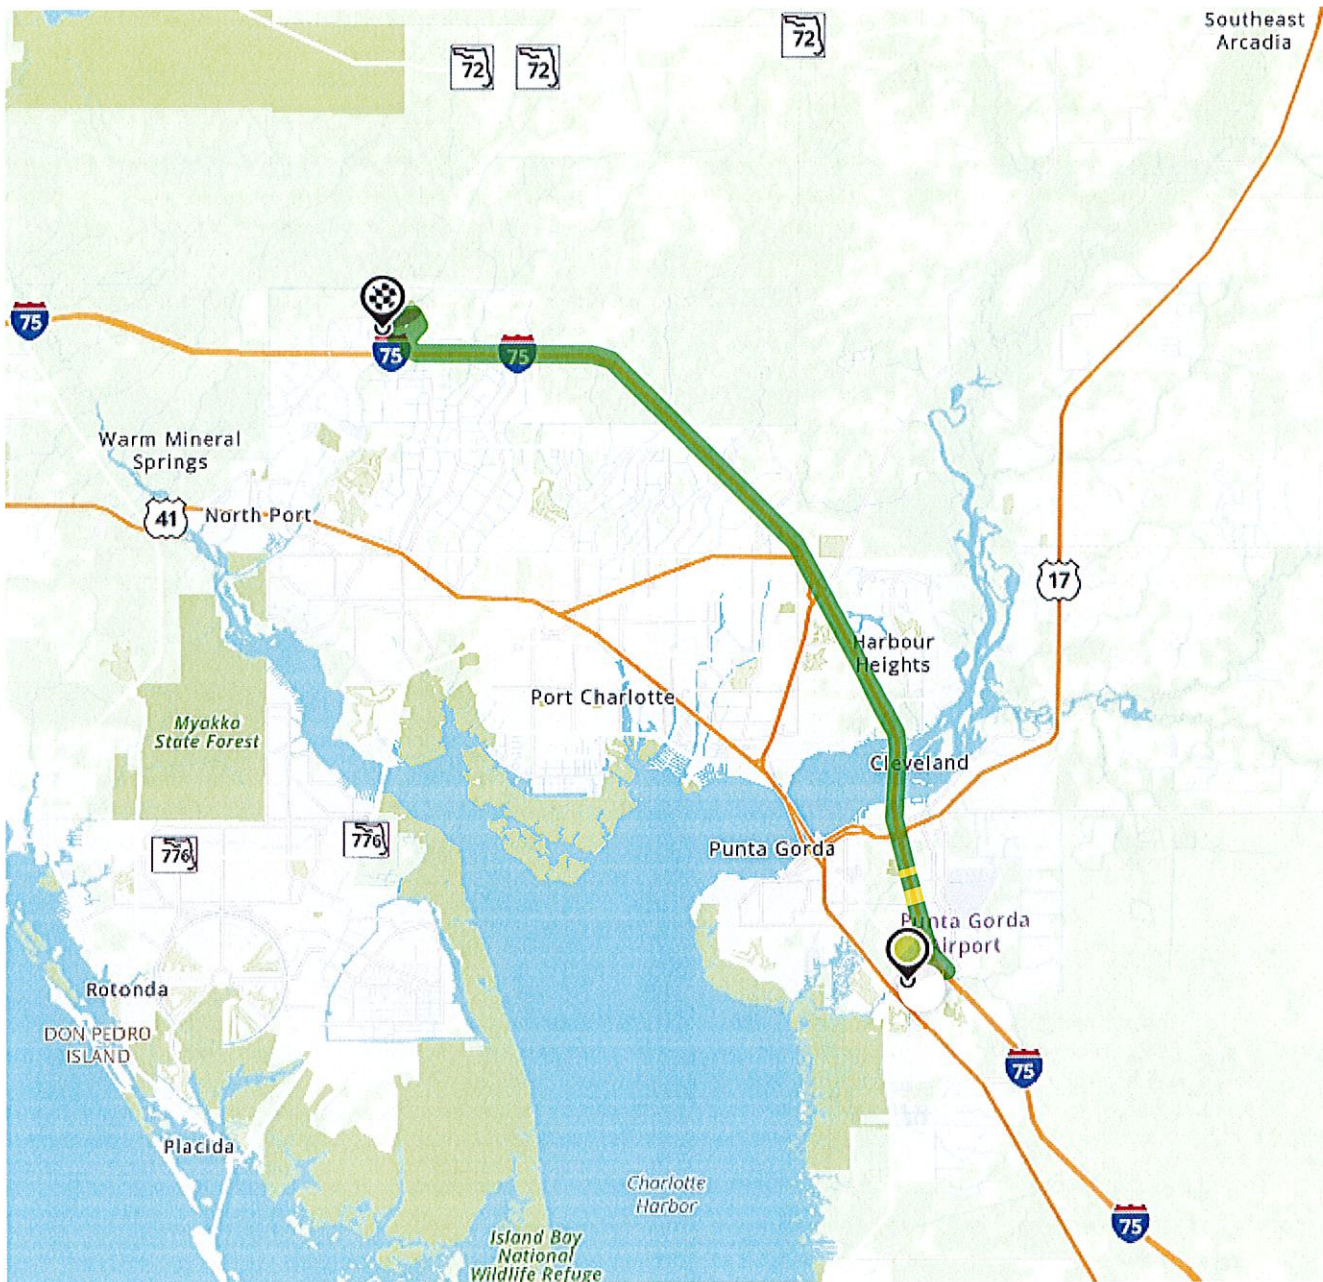 Southeast
Arcadia
72
72
72
75
75
75
Warm Mineral
Springs
41
North Port
17
Harbour
Heights
Port Charlotte
Myakka
State Forest
Cleveland
776
776
Punta Gorda
Punta Gorda
Airport
Rotonda
DON PEDRO
ISLAND
75
Placida
Charlotte
Harbor
75
Island Bay
National
Wildlife Refuge